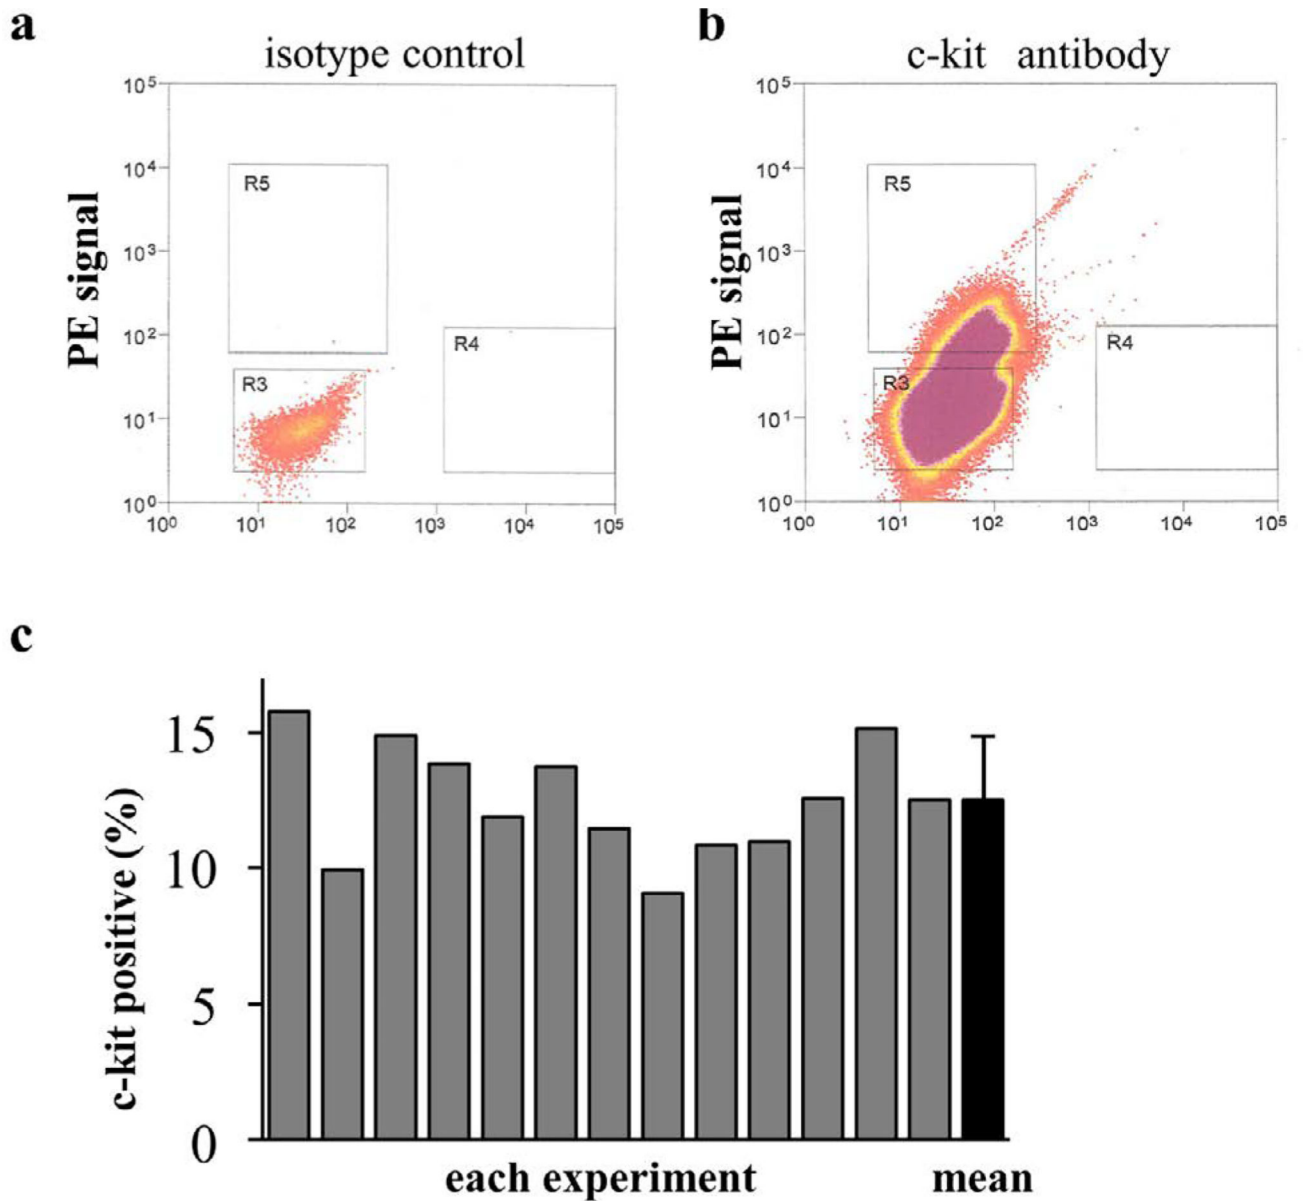 a
isotype control
PE signal
10⁵
10⁴
10³
10²
10¹
10⁰
R5
R4
R3
10⁰ 10¹ 10² 10³ 10⁴ 10⁵
b
c-kit antibody
PE signal
10⁵
10⁴
10³
10²
10¹
10⁰
R5
R4
R3
10⁰ 10¹ 10² 10³ 10⁴ 10⁵
c
c-kit positive (%)
15
10
5
0
each experiment mean